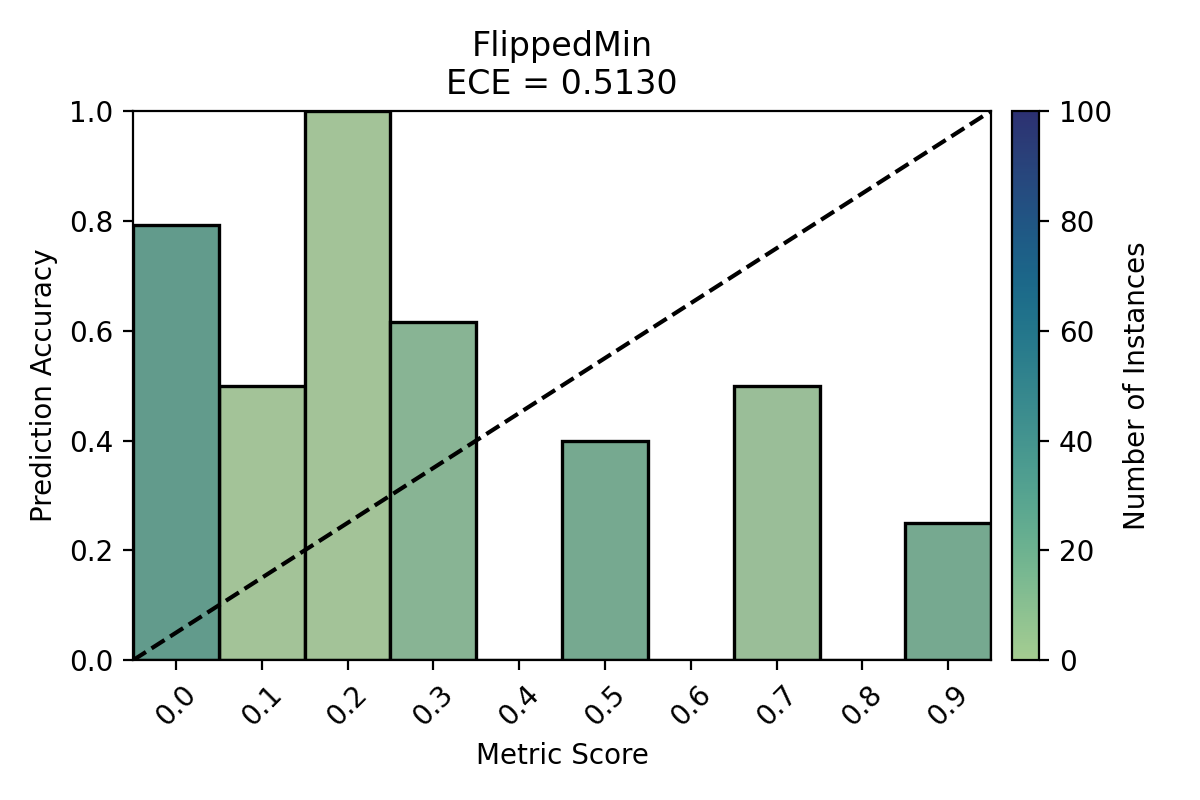 FlippedMin
ECE = 0.5130
Prediction Accuracy
1.0
0.8
0.6
0.4
0.2
0.0
0.0 0.1 0.2 0.3 0.4 0.5 0.6 0.7 0.8 0.9
Metric Score
100
80
60
40
20
0
Number of Instances